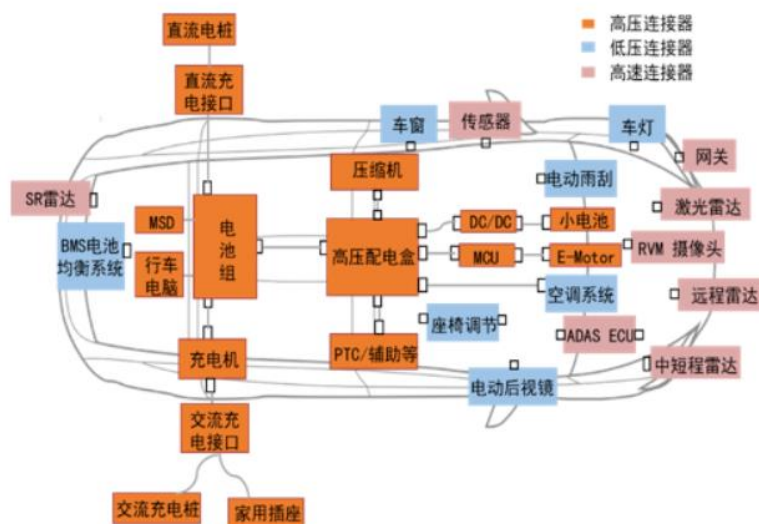 直流电桩
高压连接器
低压连接器
高速连接器
直流充
电接口
车窗
传感器
车灯
网关
压缩机
电动雨刮
SR雷达
激光雷达
MSD
电
池
组
DC/DC
小电池
BMS电池
均衡系统
高压配电盒
RVM 摄像头
行车
电脑
MCU
E-Motor
空调系统
远程雷达
座椅调节
ADAS ECU
充电机
PTC/辅助等
中短程雷达
电动后视镜
交流充
电接口
交流充电桩
家用插座